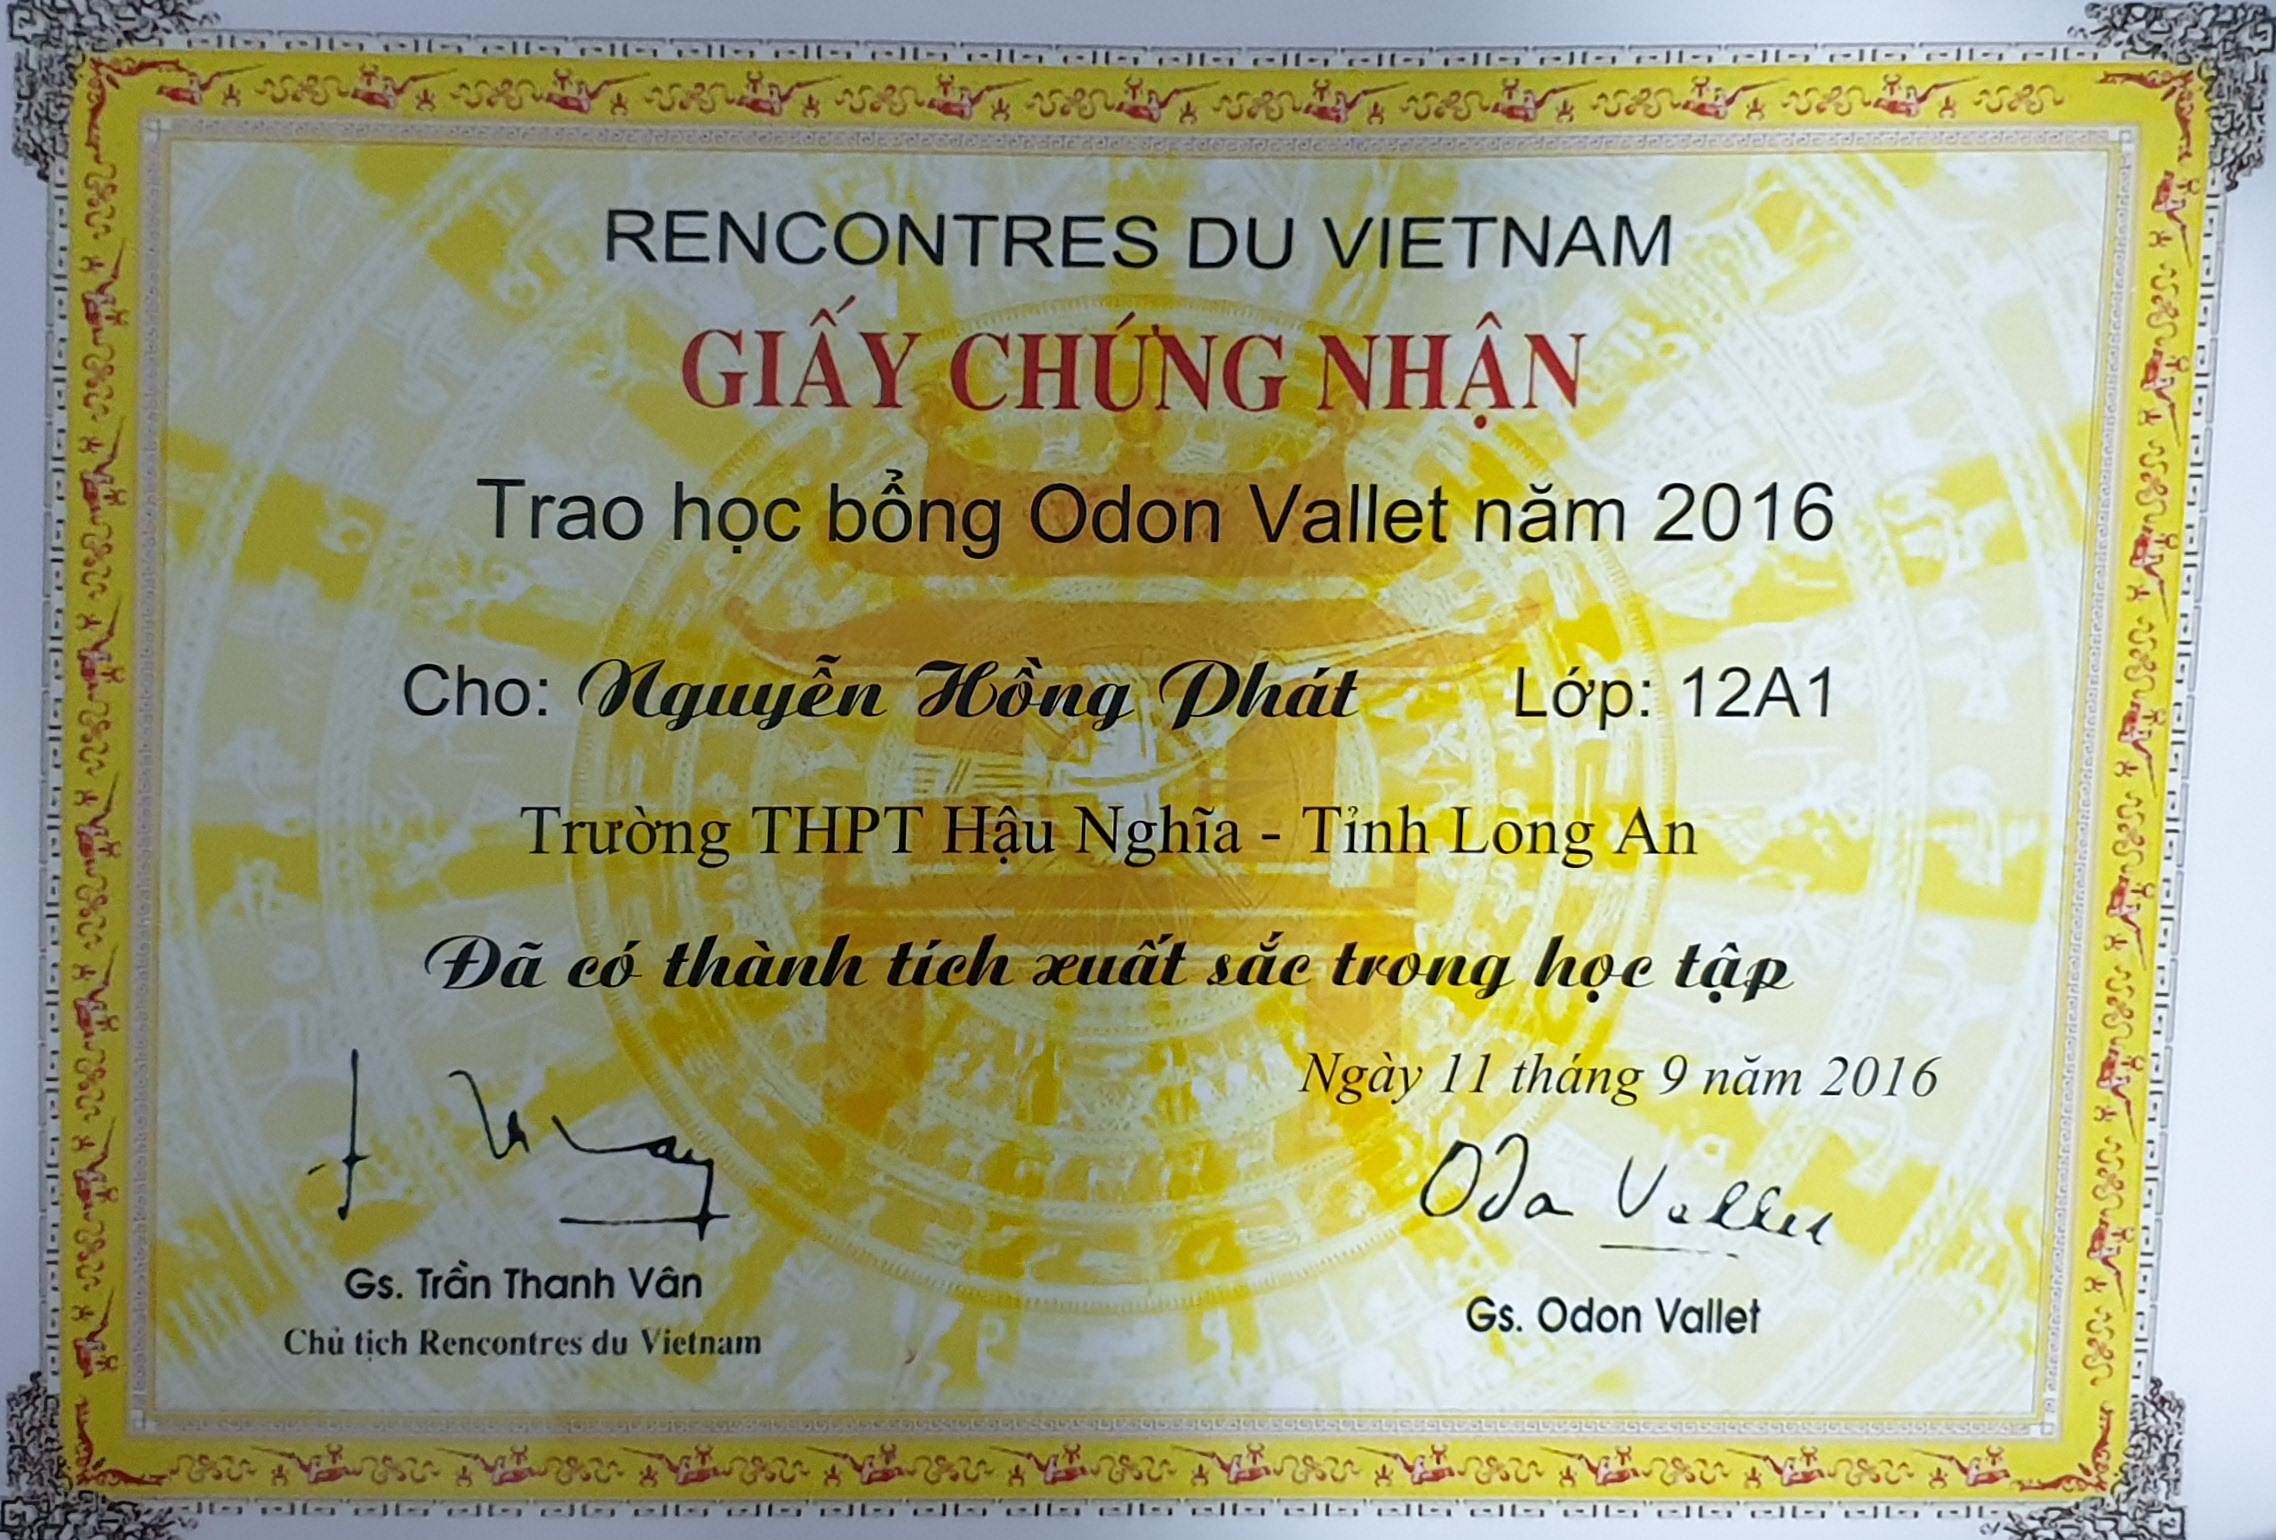 RENCONTRES DU VIETNAM
GIẤY CHỨNG NHẬN
Trao học bổng Odon Vallet năm 2016
Cho: Nguyễn Hồng Phát Lớp: 12A1
Trường THPT Hậu Nghĩa - Tỉnh Long An
Đã có thành tích xuất sắc trong học tập
Ngày 11 tháng 9 năm 2016
Odon Vallet
Gs. Trần Thanh Vân
Chủ tịch Rencontres du Vietnam
Gs. Odon Vallet